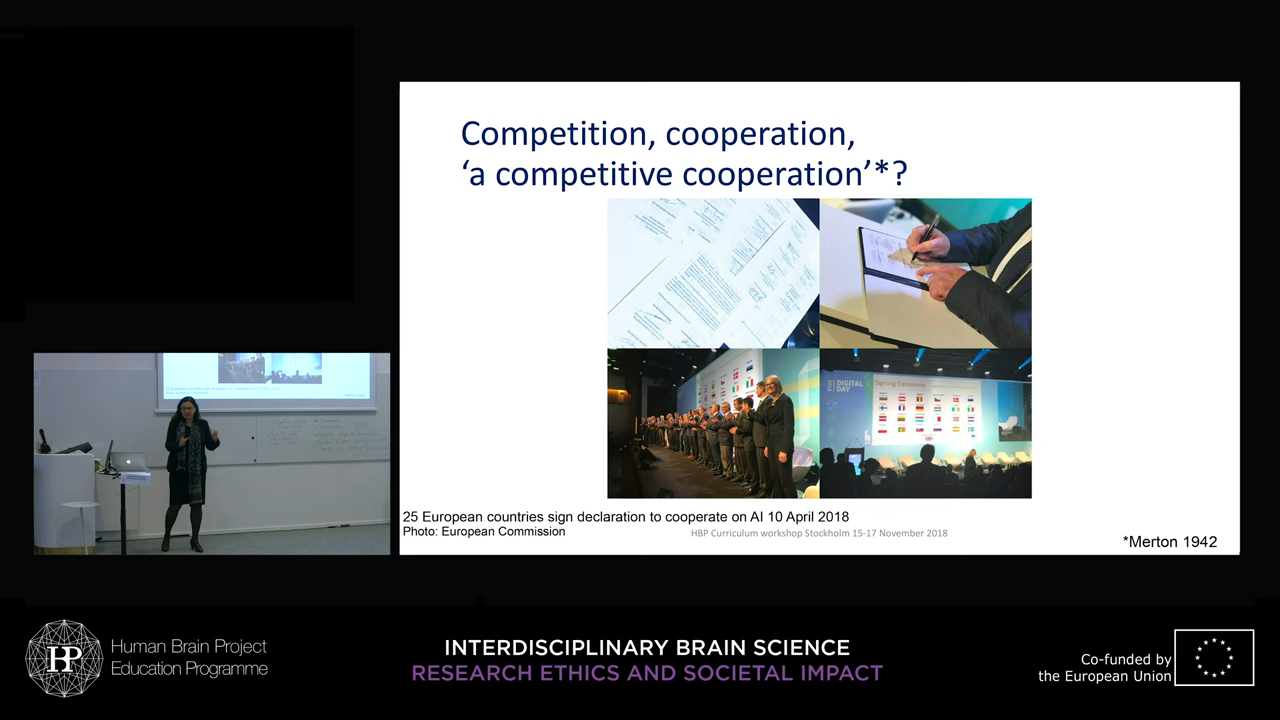 Competition, cooperation,
‘a competitive cooperation’*?
DIGITAL
DAY
Signing Ceremony
25 European countries sign declaration to cooperate on AI 10 April 2018
Photo: European Commission
HBP Curriculum workshop Stockholm 15-17 November 2018
*Merton 1942
HP
Human Brain Project
Education Programme
INTERDISCIPLINARY BRAIN SCIENCE
RESEARCH ETHICS AND SOCIETAL IMPACT
Co-funded by
the European Union